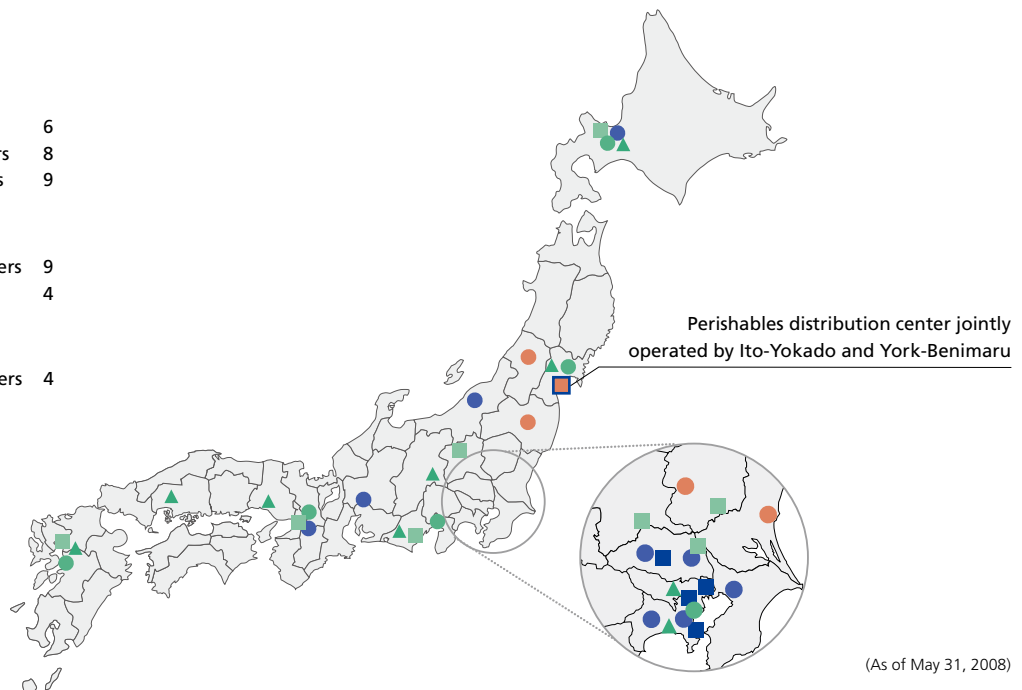 6
rs 8
s 9
ers 9
4
ers 4
Perishables distribution center jointly
operated by Ito-Yokado and York-Benimaru
(As of May 31, 2008)